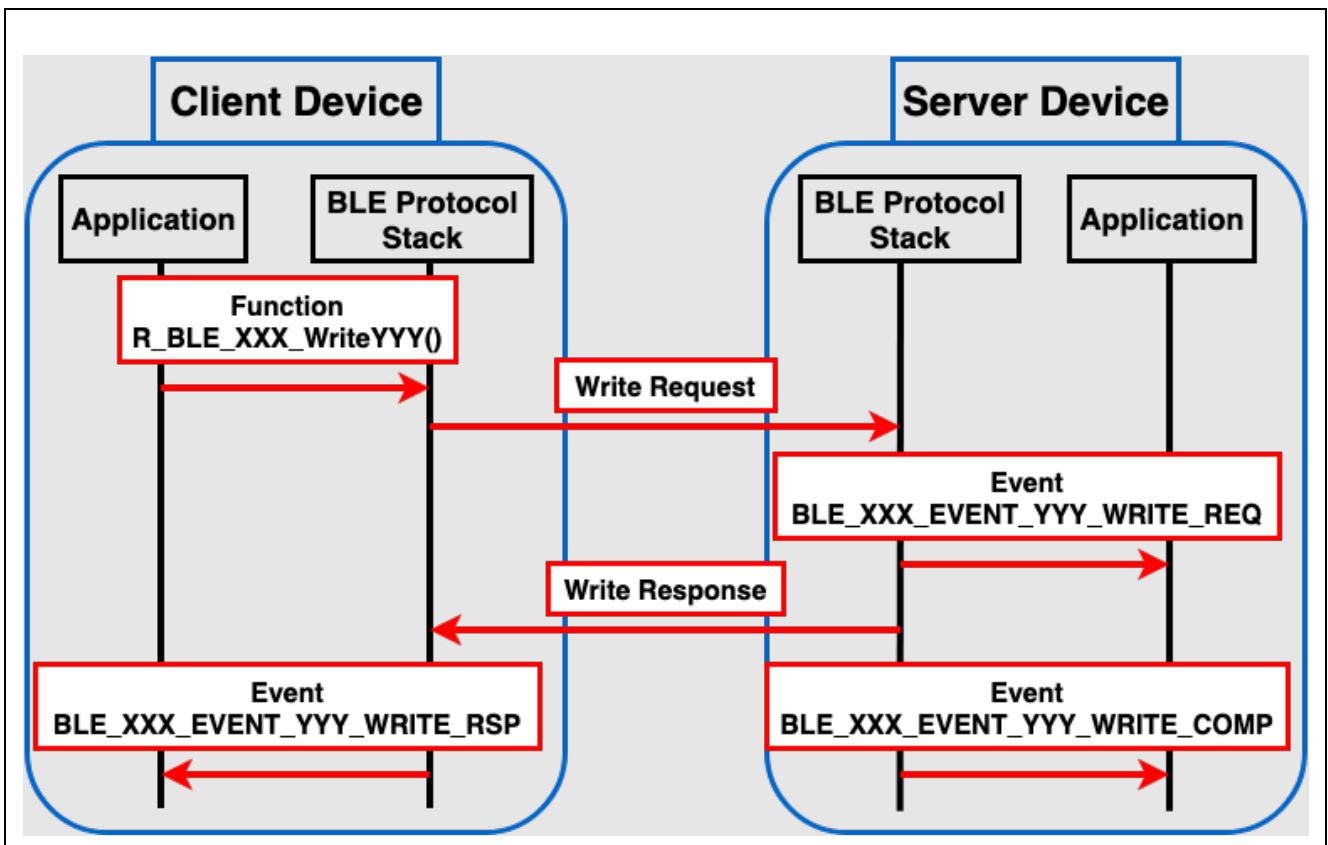 Client Device
Server Device
Application
BLE Protocol
Stack
BLE Protocol
Stack
Application
Function
R_BLE_XXX_WriteYYY()
Write Request
Event
BLE_XXX_EVENT_YYY_WRITE_REQ
Write Response
Event
BLE_XXX_EVENT_YYY_WRITE_RSP
Event
BLE_XXX_EVENT_YYY_WRITE_COMP